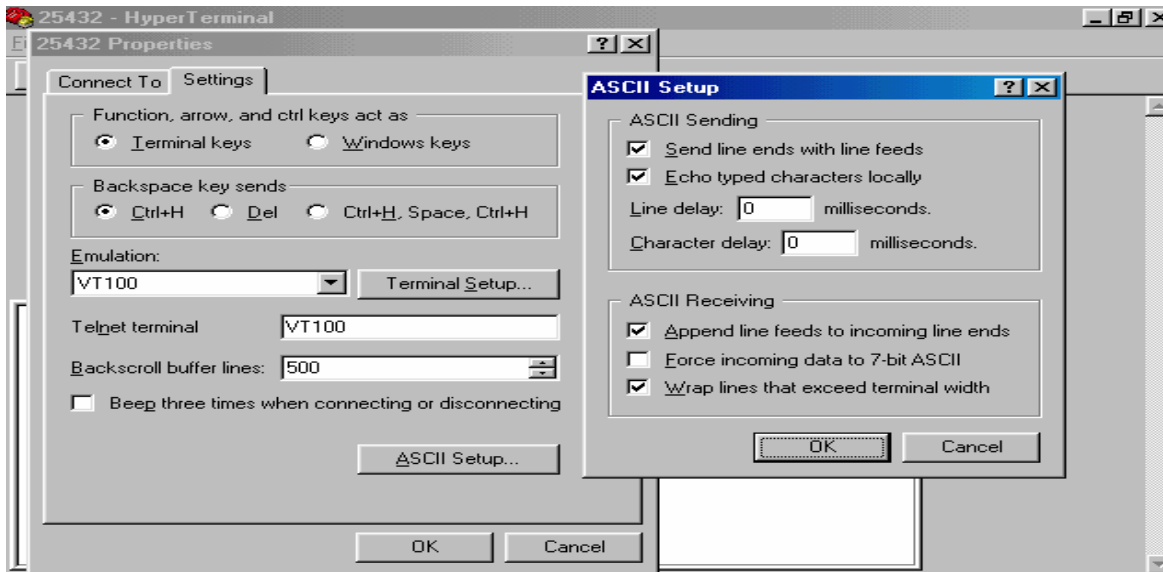 25432 - HyperTerminal
25432 Properties
Connect To
Settings
Function, arrow, and ctrl keys act as
Terminal keys
Windows keys
Backspace key sends
Ctrl+H
Del
Ctrl+H, Space, Ctrl+H
Emulation:
VT100
Terminal Setup...
Telnet terminal
VT100
Backscroll buffer lines:
500
Beep three times when connecting or disconnecting
ASCII Setup...
OK
Cancel
ASCII Setup
ASCII Sending
Send line ends with line feeds
Echo typed characters locally
Line delay: 0 milliseconds.
Character delay: 0 milliseconds.
ASCII Receiving
Append line feeds to incoming line ends
Force incoming data to 7-bit ASCII
Wrap lines that exceed terminal width
OK
Cancel